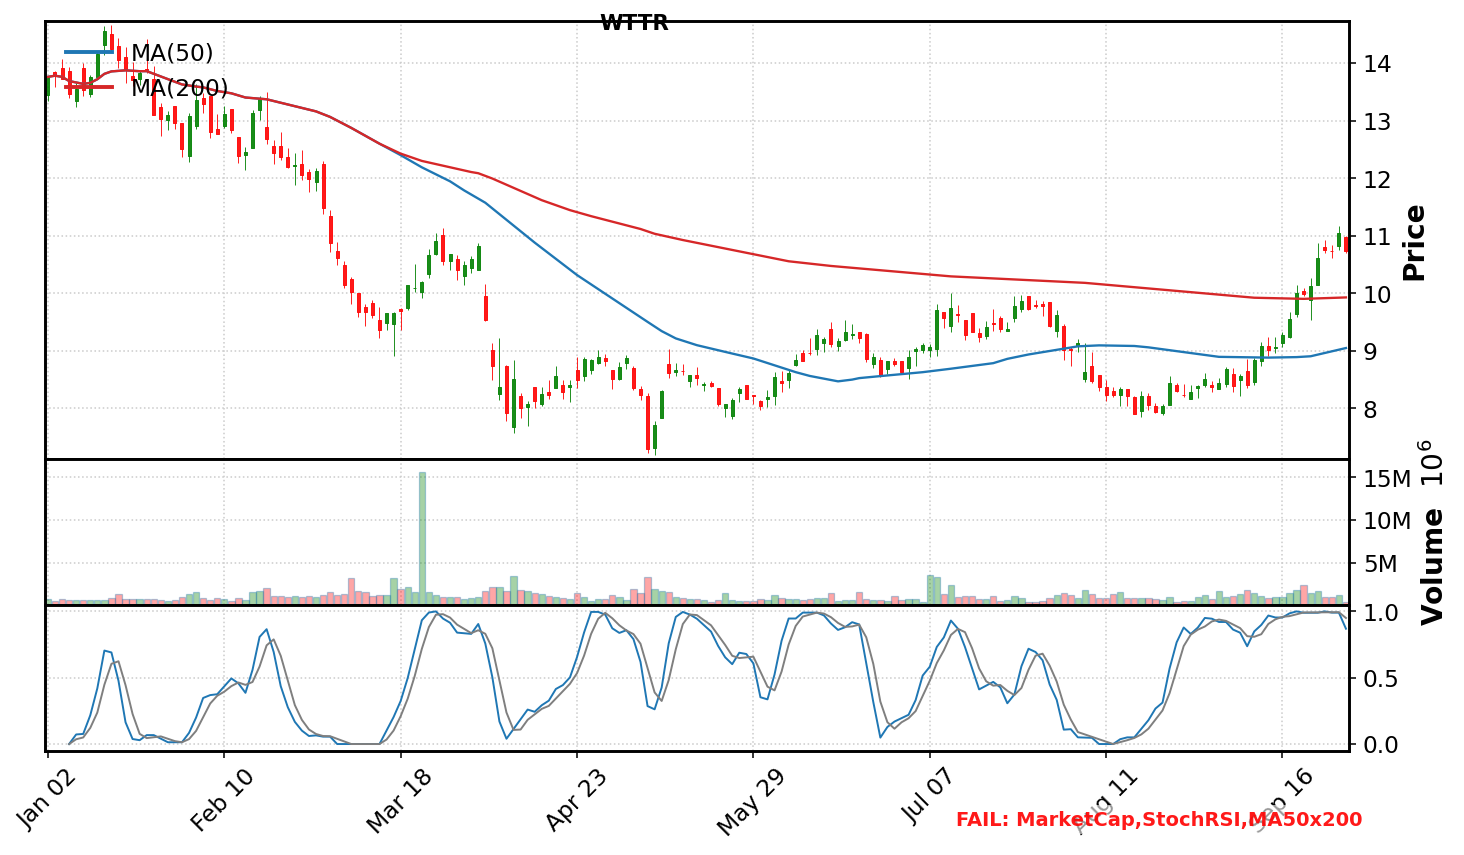 WTTR
MA(50)
MA(200)
14
13
12
11
10
9
8
Price
15M
10M
5M
Volume 10^6
1.0
0.5
0.0
Jan 02
Feb 10
Mar 18
Apr 23
May 29
Jul 07
Aug 11
Sep 16
FAIL: MarketCap,StochRSI,MA50x200